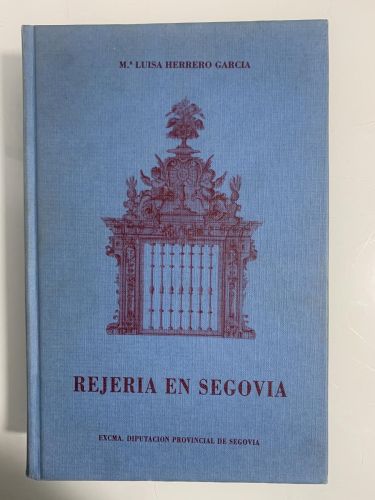 M.ª LUISA HERRERO GARCIA
REJERIA EN SEGOVIA
EXCMA. DIPUTACION PROVINCIAL DE SEGOVIA